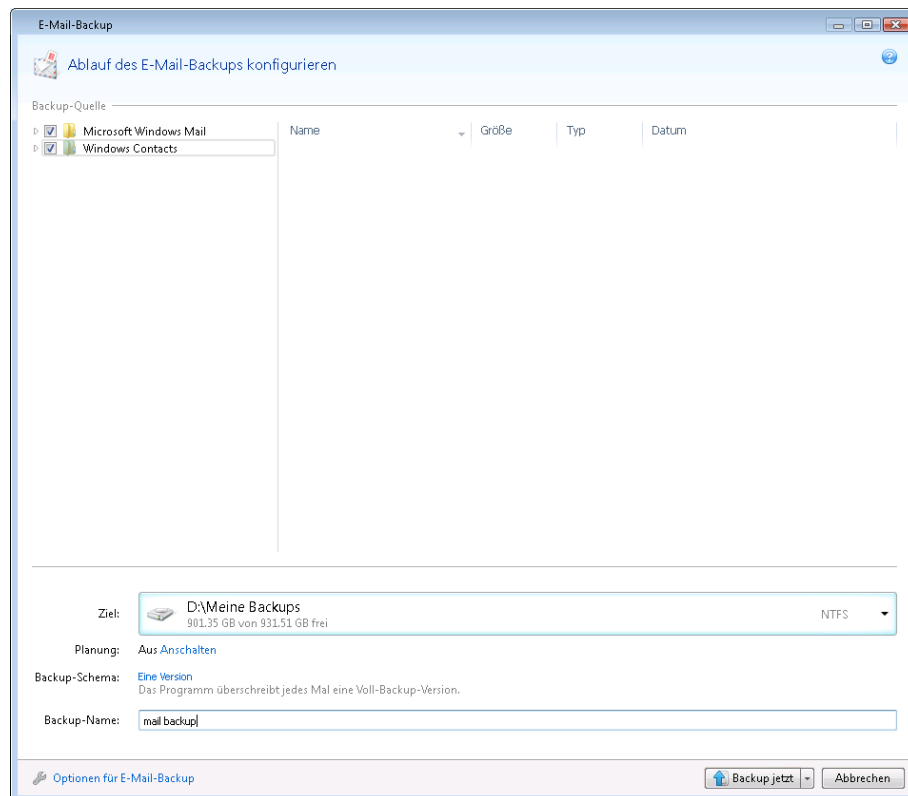 E-Mail-Backup
Ablauf des E-Mail-Backups konfigurieren
Backup-Quelle
Microsoft Windows Mail
Windows Contacts
Name Größe Typ Datum
Ziel: D:\Meine Backups NTFS
901.35 GB von 931.51 GB frei
Planung: Aus Anschalten
Backup-Schema: Eine Version
Das Programm überschreibt jedes Mal eine Voll-Backup-Version.
Backup-Name: mail backup
Optionen für E-Mail-Backup Backup jetzt Abbrechen